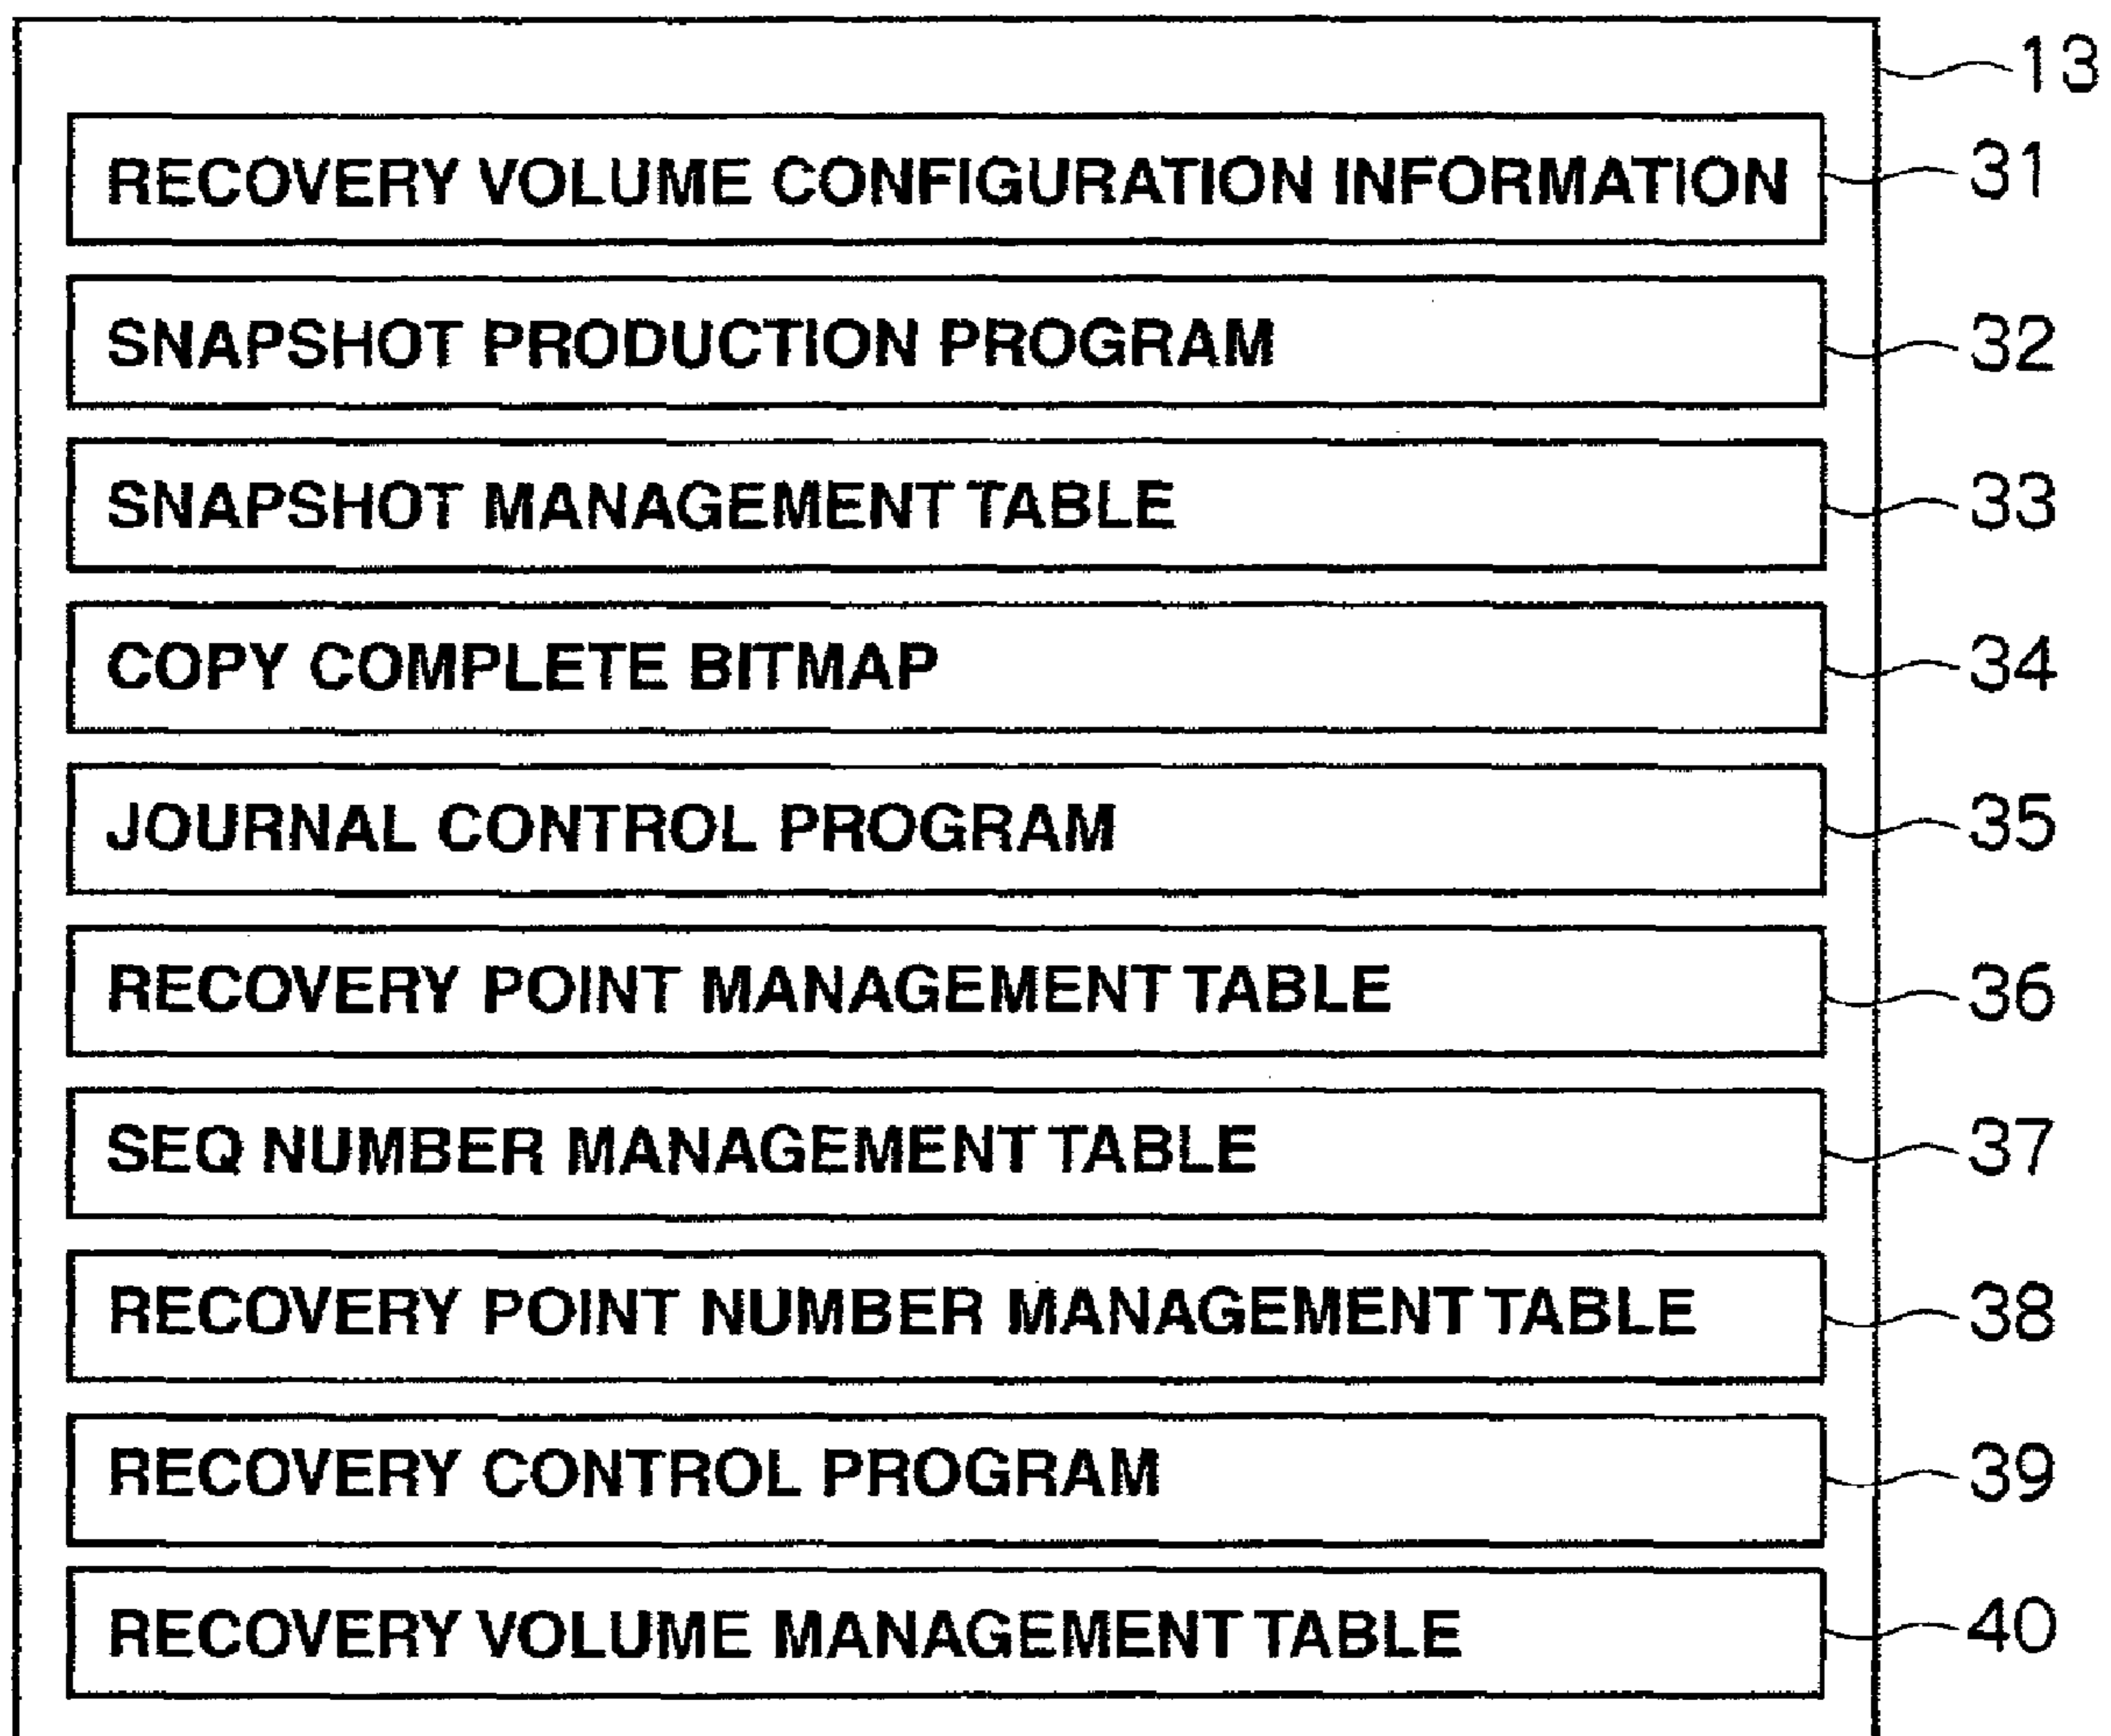 13
RECOVERY VOLUME CONFIGURATION INFORMATION 31
SNAPSHOT PRODUCTION PROGRAM 32
SNAPSHOT MANAGEMENT TABLE 33
COPY COMPLETE BITMAP 34
JOURNAL CONTROL PROGRAM 35
RECOVERY POINT MANAGEMENT TABLE 36
SEQ NUMBER MANAGEMENT TABLE 37
RECOVERY POINT NUMBER MANAGEMENT TABLE 38
RECOVERY CONTROL PROGRAM 39
RECOVERY VOLUME MANAGEMENT TABLE 40